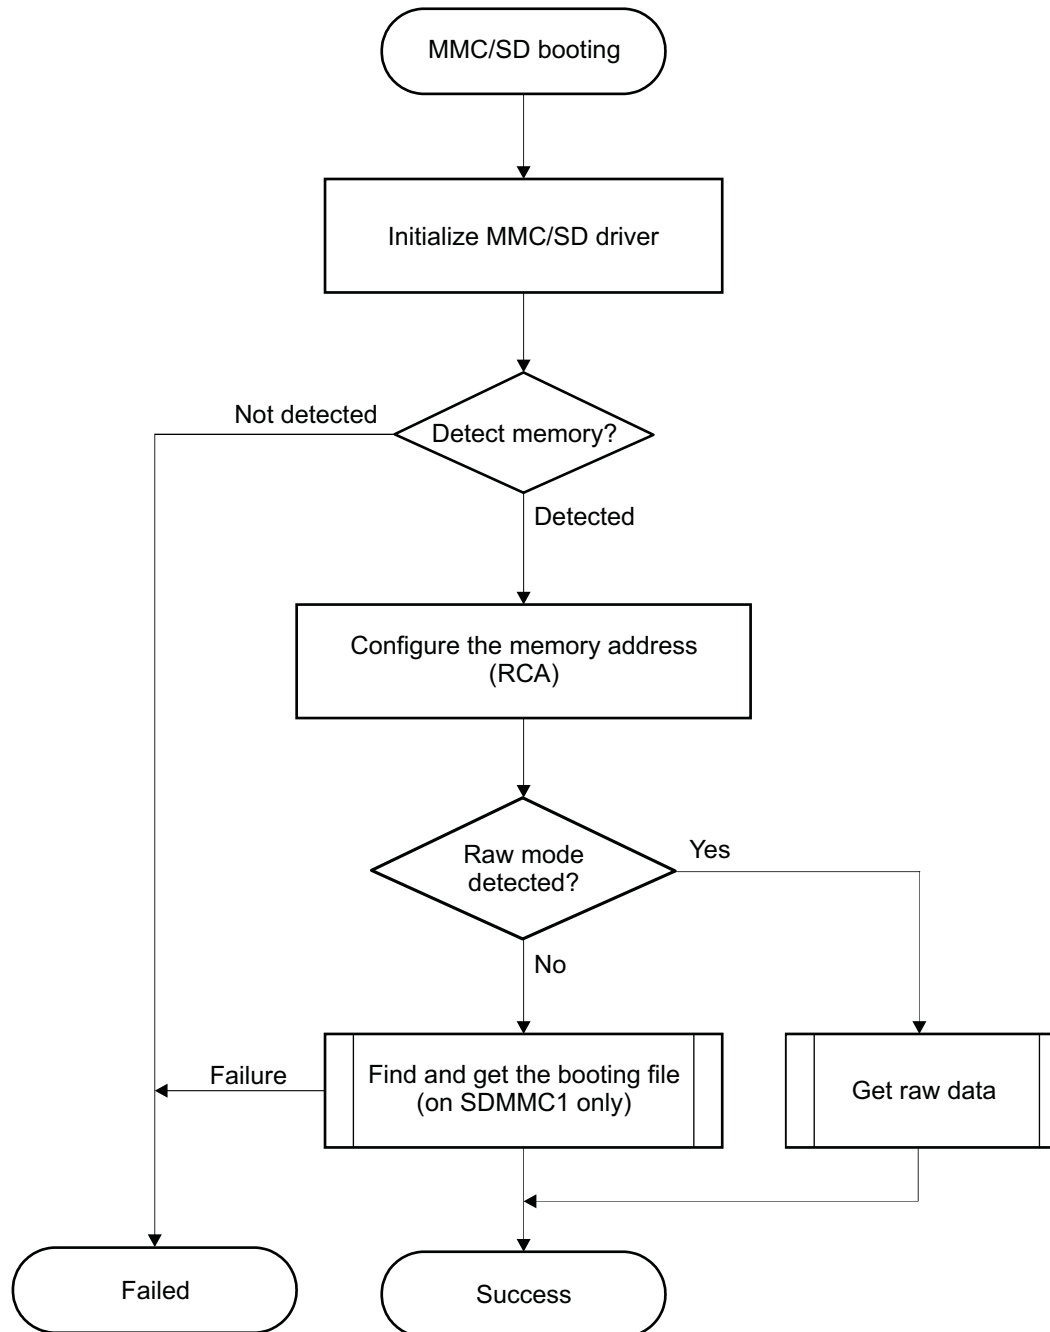 MMC/SD booting
Initialize MMC/SD driver
Not detected
Detect memory?
Detected
Configure the memory address
(RCA)
Raw mode
detected?
Yes
No
Failure
Find and get the booting file
(on SDMMC1 only)
Get raw data
Failed
Success